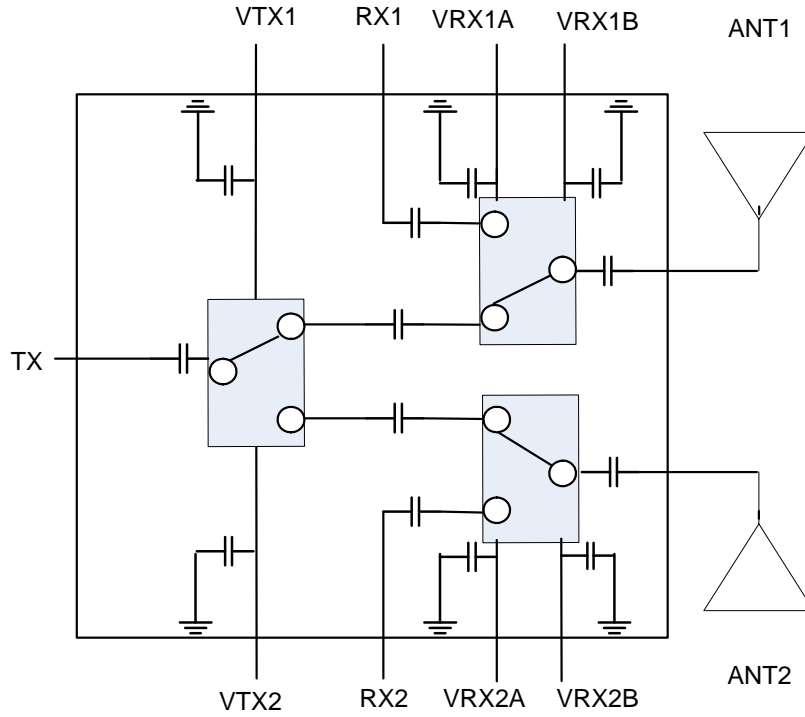 VTX1
RX1
VRX1A
VRX1B
ANT1
TX
VTX2
RX2
VRX2A
VRX2B
ANT2